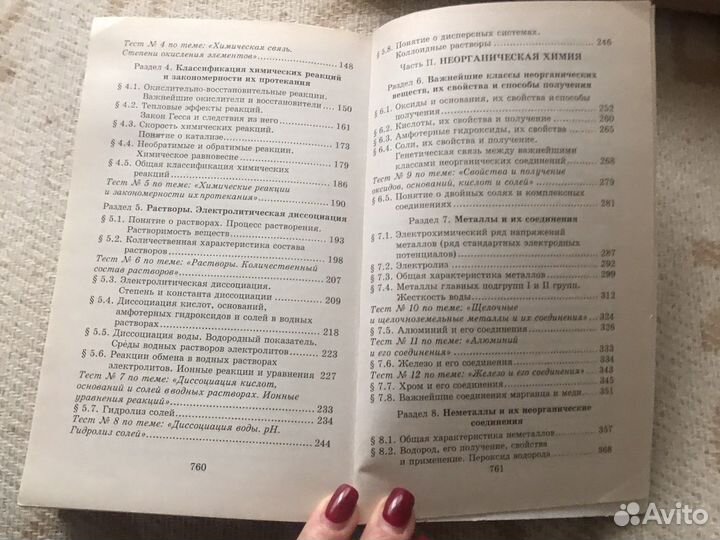 Тест № 4 по теме: «Химическая связь.
Степени окисления элементов» 148
Раздел 4. Классификация химических реакций
и закономерности их протекания
§ 4.1. Окислительно-восстановительные реакции.
Важнейшие окислители и восстановители 150
§ 4.2. Тепловые эффекты реакций.
Закон Гесса и следствия из него 161
§ 4.3. Скорость химических реакций.
Понятие о катализе 173
§ 4.4. Необратимые и обратимые реакции.
Химическое равновесие 179
§ 4.5. Общая классификация химических
реакций 186
Тест № 5 по теме: «Химические реакции
и закономерности их протекания» 190
Раздел 5. Растворы. Электролитическая диссоциация
§ 5.1. Понятие о растворах. Процесс растворения.
Растворимость веществ 193
§ 5.2. Количественная характеристика состава
растворов 198
Тест № 6 по теме: «Растворы. Количественный
состав растворов» 207
§ 5.3. Электролитическая диссоциация.
Степень и константа диссоциации 209
§ 5.4. Диссоциация кислот, оснований,
амфотерных гидроксидов и солей в водных
растворах 218
§ 5.5. Диссоциация воды. Водородный показатель.
Среды водных растворов электролитов 223
§ 5.6. Реакции обмена в водных растворах
электролитов. Ионные реакции и уравнения 227
Тест № 7 по теме: «Диссоциация кислот,
оснований и солей в водных растворах. Ионные
уравнения реакций» 233
§ 5.7. Гидролиз солей 234
Тест № 8 по теме: «Диссоциация воды. pH.
Гидролиз солей» 244
760
§ 5.8. Понятие о дисперсных системах.
Коллоидные растворы 246
Часть II. НЕОРГАНИЧЕСКАЯ ХИМИЯ
Раздел 6. Важнейшие классы неорганических
веществ, их свойства и способы получения
§ 6.1. Оксиды и основания, их свойства и способы
получения 252
§ 6.2. Кислоты, их свойства и получение 260
§ 6.3. Амфотерные гидроксиды, их свойства 265
§ 6.4. Соли, их свойства и получение.
Генетическая связь между важнейшими
классами неорганических соединений 268
Тест № 9 по теме: «Свойства и получение
оксидов, оснований, кислот и солей» 279
§ 6.5. Понятие о двойных солях и комплексных
соединениях 281
Раздел 7. Металлы и их соединения
§ 7.1. Электрохимический ряд напряжений
металлов (ряд стандартных электродных
потенциалов) 287
§ 7.2. Электролиз 292
§ 7.3. Общая характеристика металлов 299
§ 7.4. Металлы главных подгрупп I и II групп.
Жесткость воды 312
Тест № 10 по теме: «Щелочные
и щелочноземельные металлы и их соединения» 324
§ 7.5. Алюминий и его соединения 326
Тест № 11 по теме: «Алюминий
и его соединения» 333
§ 7.6. Железо и его соединения 334
Тест № 12 по теме: «Железо и его соединения» 343
§ 7.7. Хром и его соединения 345
§ 7.8. Важнейшие соединения марганца и меди 351
Раздел 8. Неметаллы и их неорганические
соединения
§ 8.1. Общая характеристика неметаллов 357
§ 8.2. Водород, его получение, свойства
и применение. Пероксид водорода 368
761
Avito